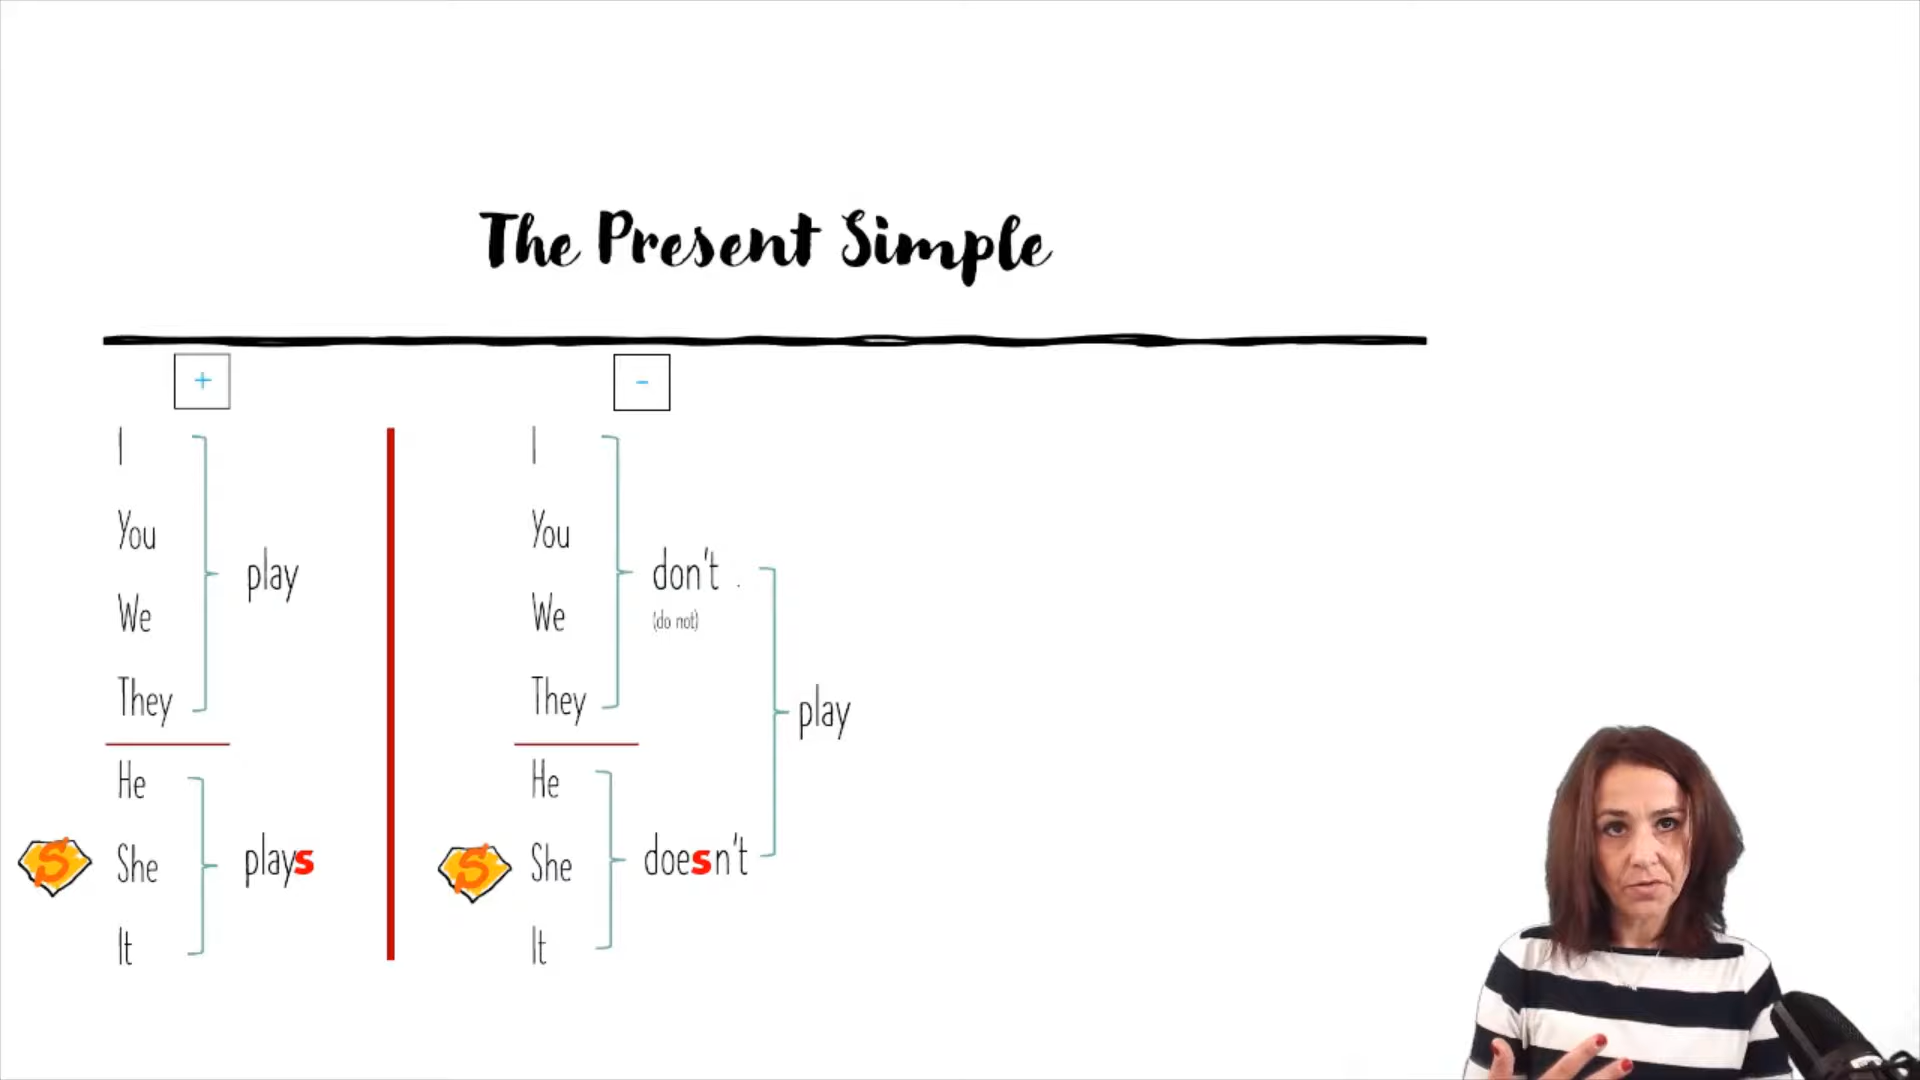 The Present Simple
+
I
You
We
They
play
He
She
It
S
plays
-
I
You
We
They
don't .
(do not)
He
She
It
S
doesn't
play